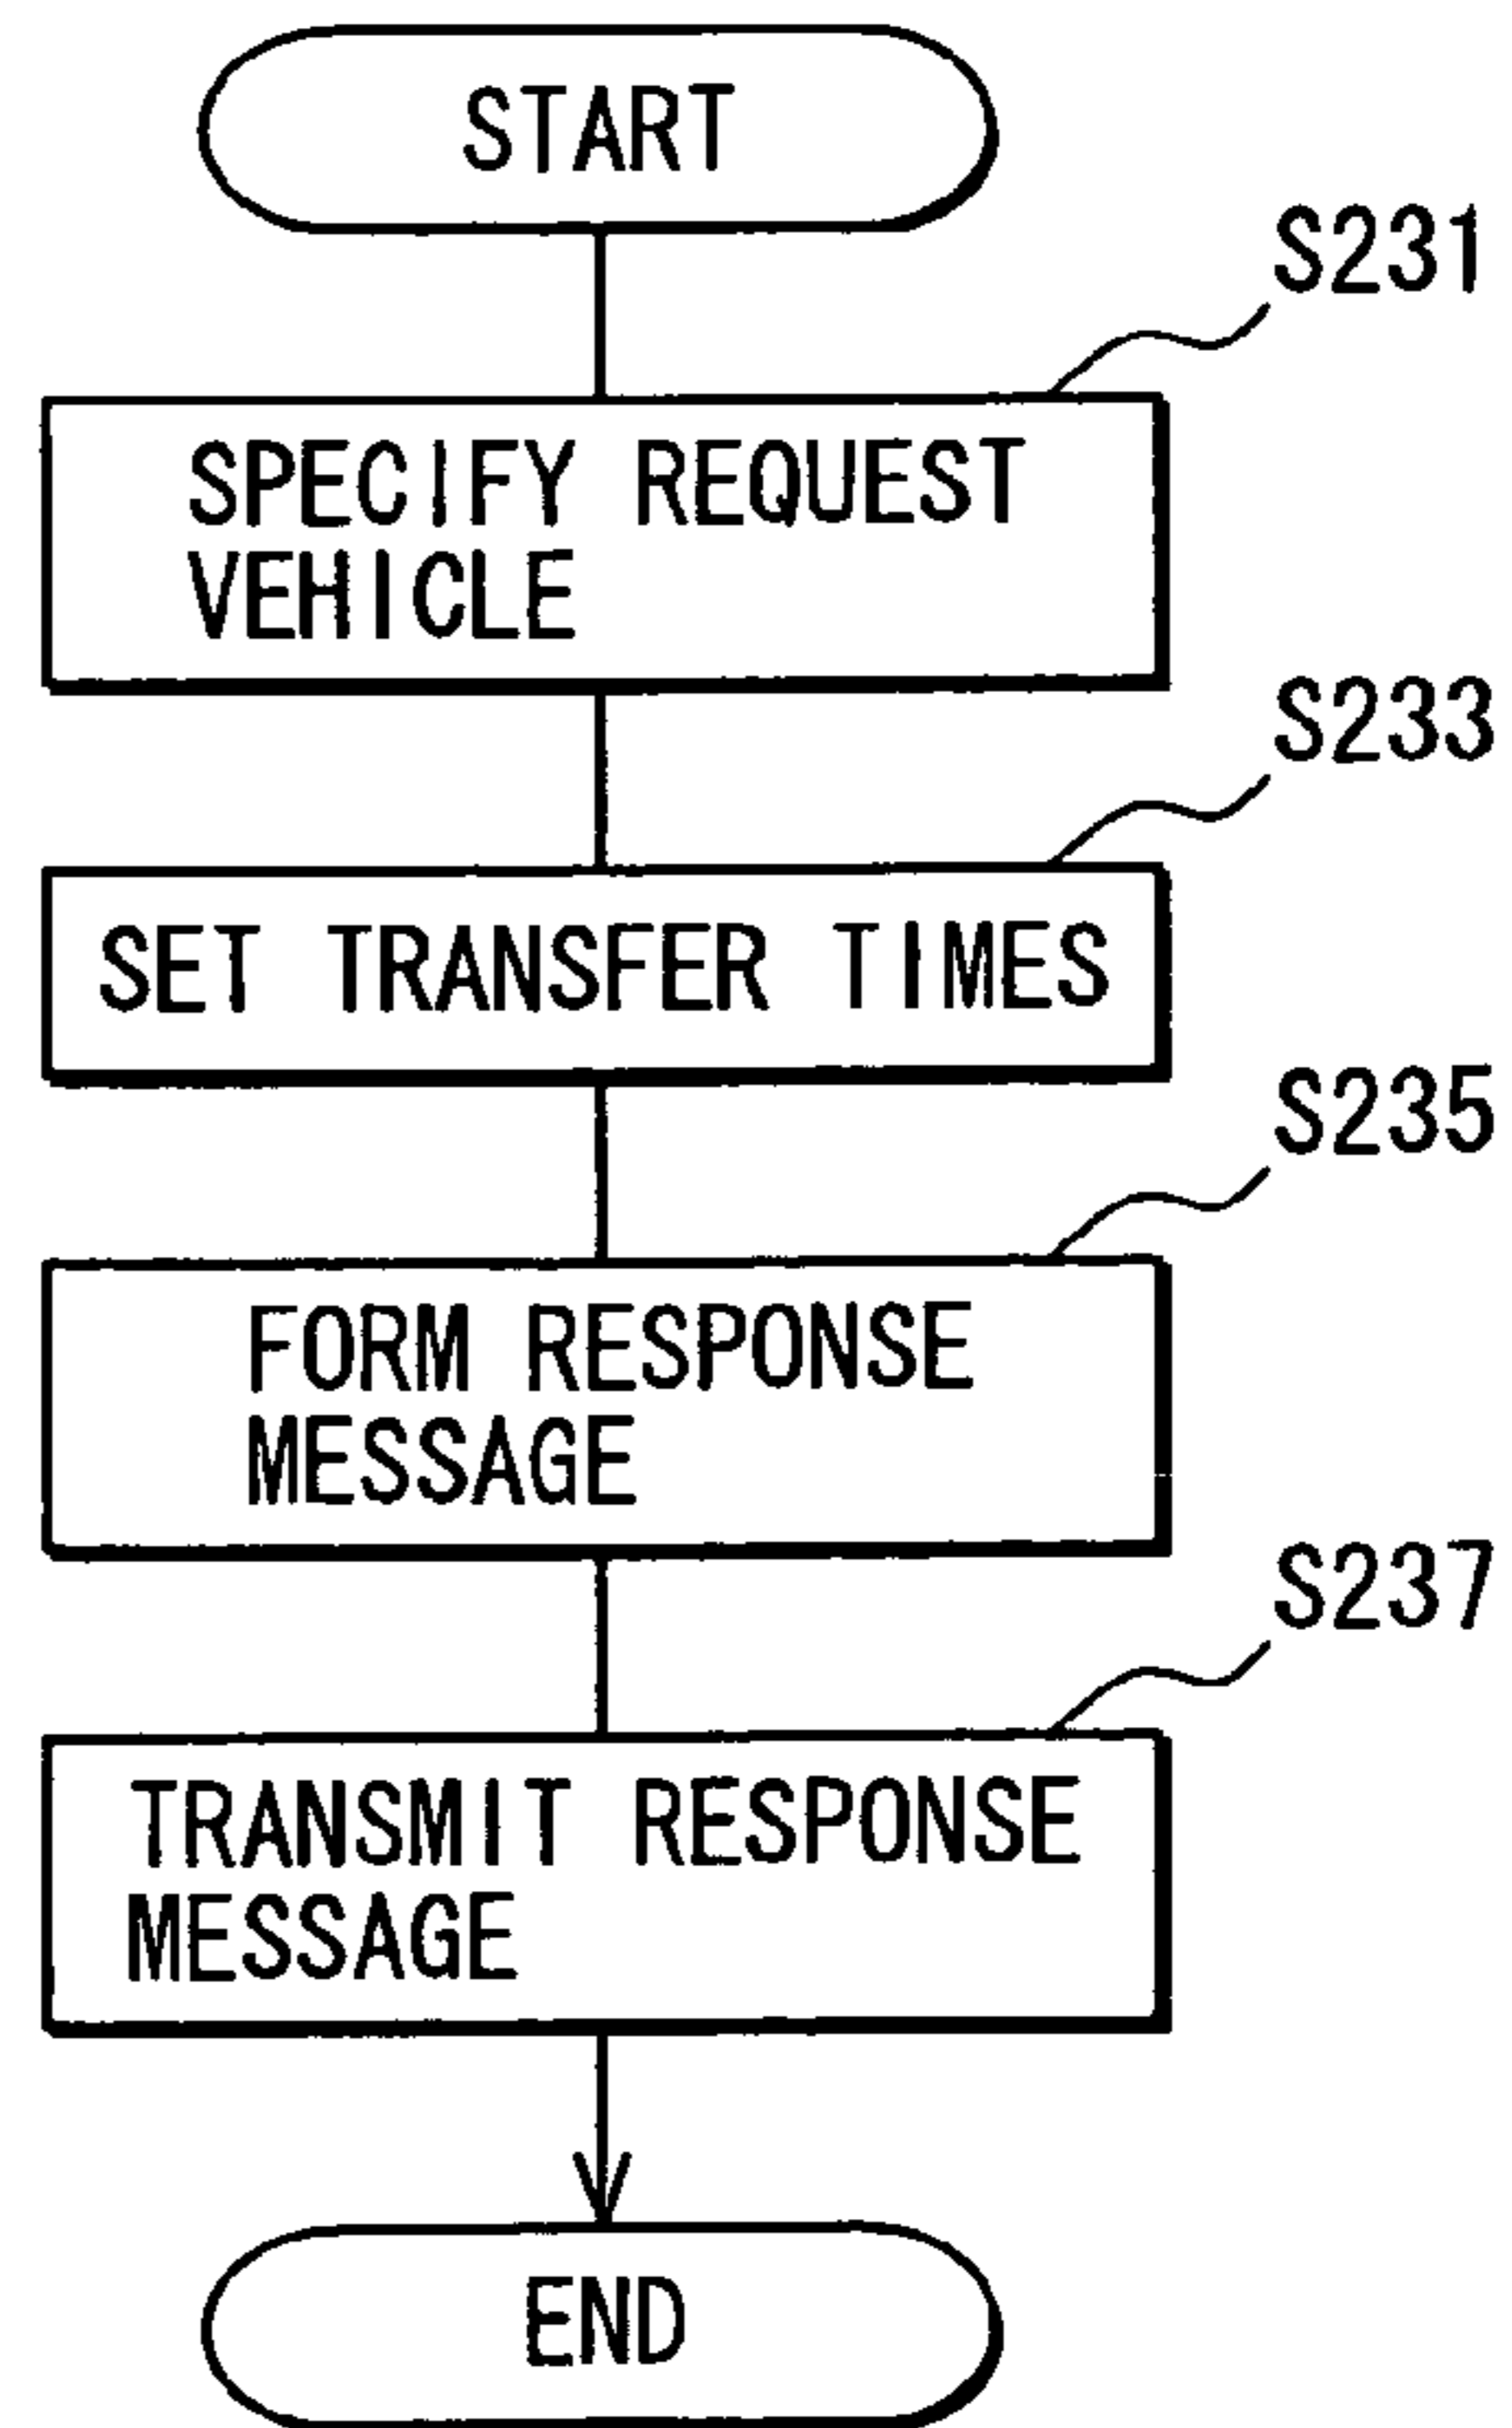 START
S231
SPECIFY REQUEST
VEHICLE
S233
SET TRANSFER TIMES
S235
FORM RESPONSE
MESSAGE
S237
TRANSMIT RESPONSE
MESSAGE
END